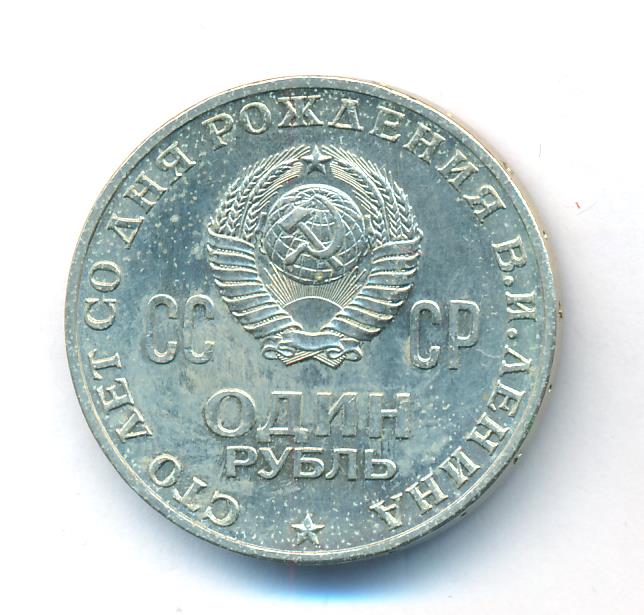 СТО ЛЕТ СО ДНЯ РОЖДЕНИЯ В.И.ЛЕНИНА
СС СР
ОДИН
РУБЛЬ